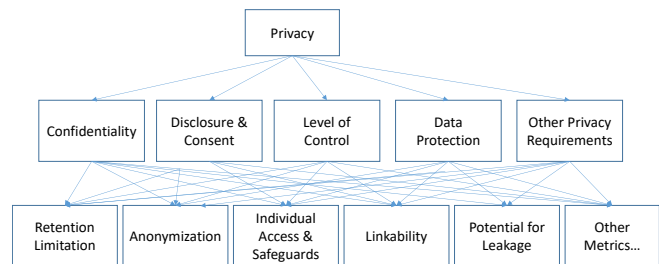 Privacy
Confidentiality
Disclosure &
Consent
Level of
Control
Data
Protection
Other Privacy
Requirements
Retention
Limitation
Anonymization
Individual
Access &
Safeguards
Linkability
Potential for
Leakage
Other
Metrics...